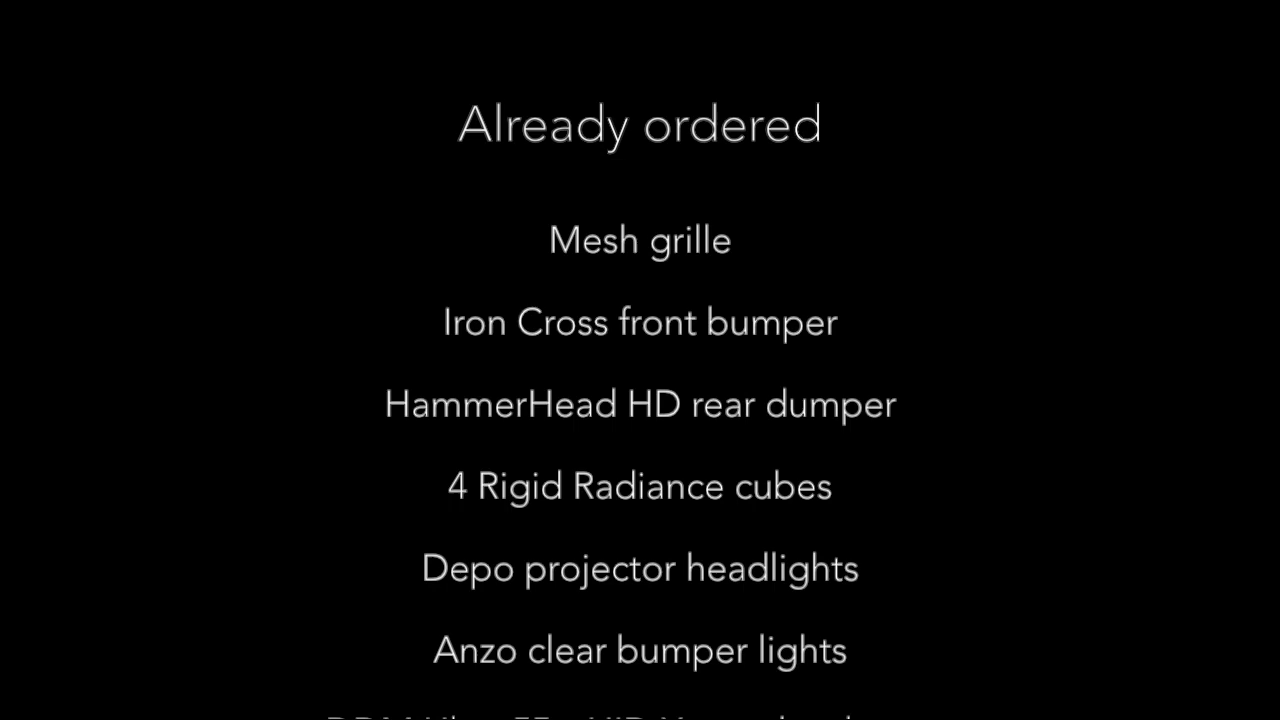 Already ordered
Mesh grille
Iron Cross front bumper
HammerHead HD rear dumper
4 Rigid Radiance cubes
Depo projector headlights
Anzo clear bumper lights